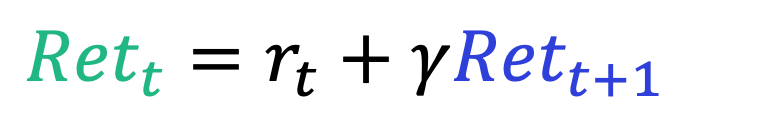 Ret_t = r_t + γRet_{t+1}